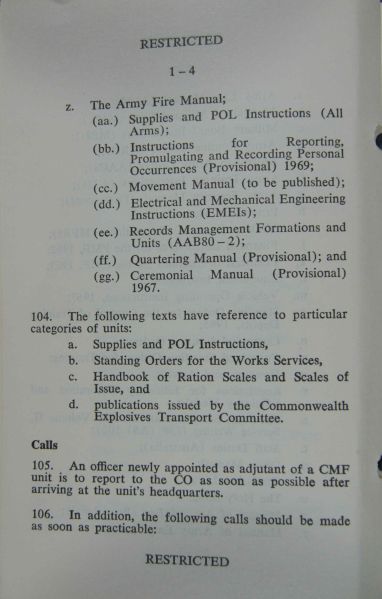 RESTRICTED
1 – 4
z. The Army Fire Manual;
(aa.) Supplies and POL Instructions (All
Arms);
(bb.) Instructions for Reporting,
Promulgating and Recording Personal
Occurrences (Provisional) 1969;
(cc.) Movement Manual (to be published);
(dd.) Electrical and Mechanical Engineering
Instructions (EMEIs);
(ee.) Records Management Formations and
Units (AAB80 – 2);
(ff.) Quartering Manual (Provisional); and
(gg.) Ceremonial Manual (Provisional)
1967.
104. The following texts have reference to particular
categories of units:
a. Supplies and POL Instructions,
b. Standing Orders for the Works Services,
c. Handbook of Ration Scales and Scales of
Issue, and
d. publications issued by the Commonwealth
Explosives Transport Committee.
Calls
105. An officer newly appointed as adjutant of a CMF
unit is to report to the CO as soon as possible after
arriving at the unit's headquarters.
106. In addition, the following calls should be made
as soon as practicable:
RESTRICTED